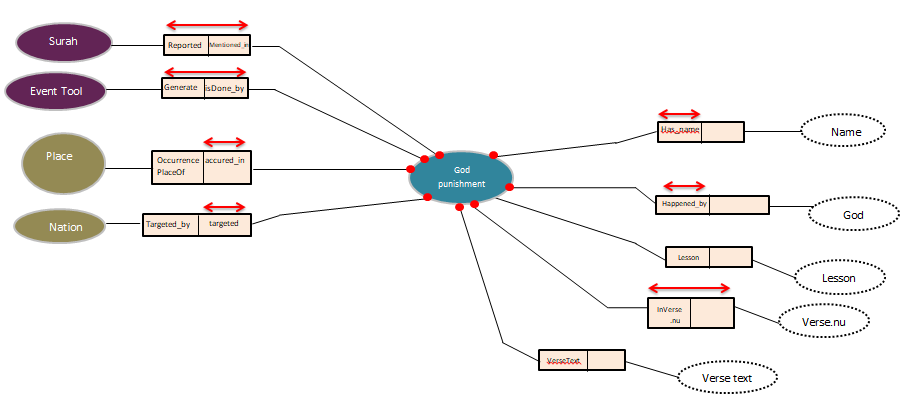 Surah
Reported
Mentioned_in
Event Tool
Generate
isDone_by
Place
Occurrence
PlaceOf
accured_in
Nation
Targeted_by
targeted
God
punishment
Has_name
Name
Happened_by
God
Lesson
Lesson
InVerse
.nu
Verse.nu
VerseText
Verse text